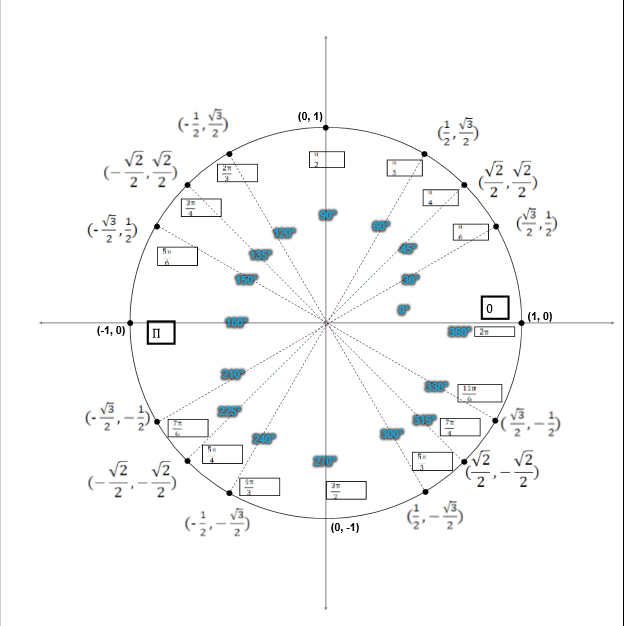 (0, 1)
(-1/2, √3/2)
(1/2, √3/2)
(-√2/2, √2/2)
(√2/2, √2/2)
(-√3/2, 1/2)
(√3/2, 1/2)
π/2
2π/3
π/3
3π/4
π/4
5π/6
π/6
90°
120°
60°
135°
45°
150°
30°
0°
0
(-1, 0)
Π
180°
360°
2π
(1, 0)
210°
330°
11π/6
225°
315°
240°
300°
270°
(-√3/2, -1/2)
7π/6
7π/4
(√3/2, -1/2)
5π/4
5π/3
(-√2/2, -√2/2)
(√2/2, -√2/2)
4π/3
3π/2
(-1/2, -√3/2)
(1/2, -√3/2)
(0, -1)